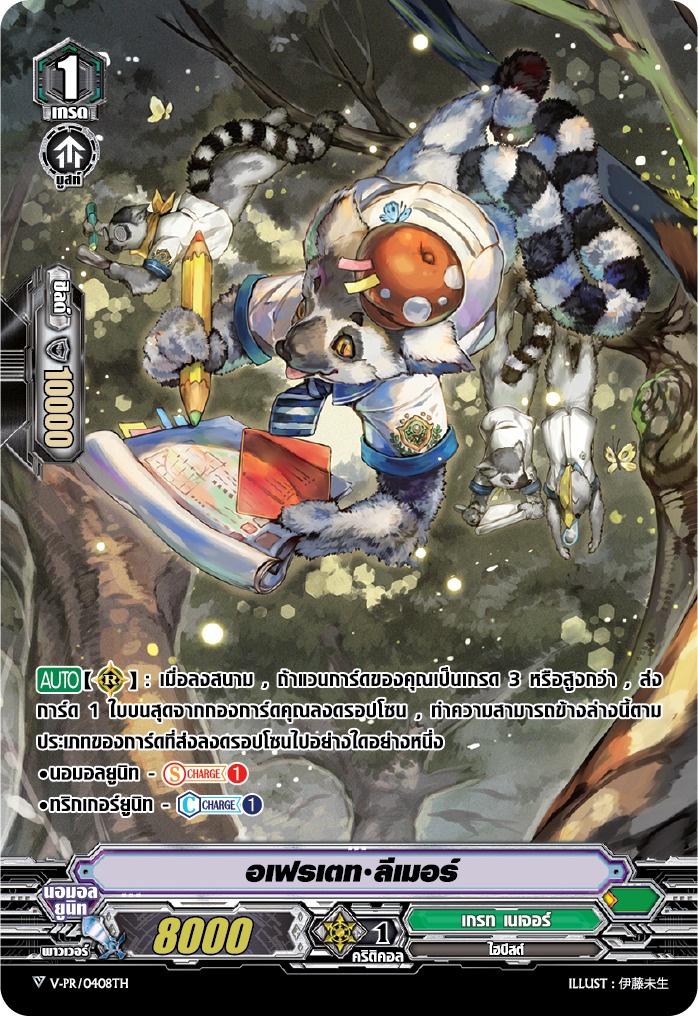 1
เกรด
บูสท์
ชีลด์
10000
AUTO【R】: เมื่อลงสนาม , ถ้าแวนการ์ดของคุณเป็นเกรด 3 หรือสูงกว่า , ส่ง
การ์ด 1 ใบบนสุดจากกองการ์ดคุณลงดรอปโซน , ทำความสามารถข้างล่างนี้ตาม
ประเภทของการ์ดที่ส่งลงดรอปโซนไปอย่างใดอย่างหนึ่ง
•นอมอลยูนิท - S CHARGE 1
•ทริกเกอร์ยูนิท - C CHARGE 1
อเฟรเตท•ลีเมอร์
นอมอล
ยูนิท
พาวเวอร์
8000
1
คริติคอล
เกรท เนเจอร์
ไฮบีสต์
V-PR/0408TH
ILLUST : 伊藤未生